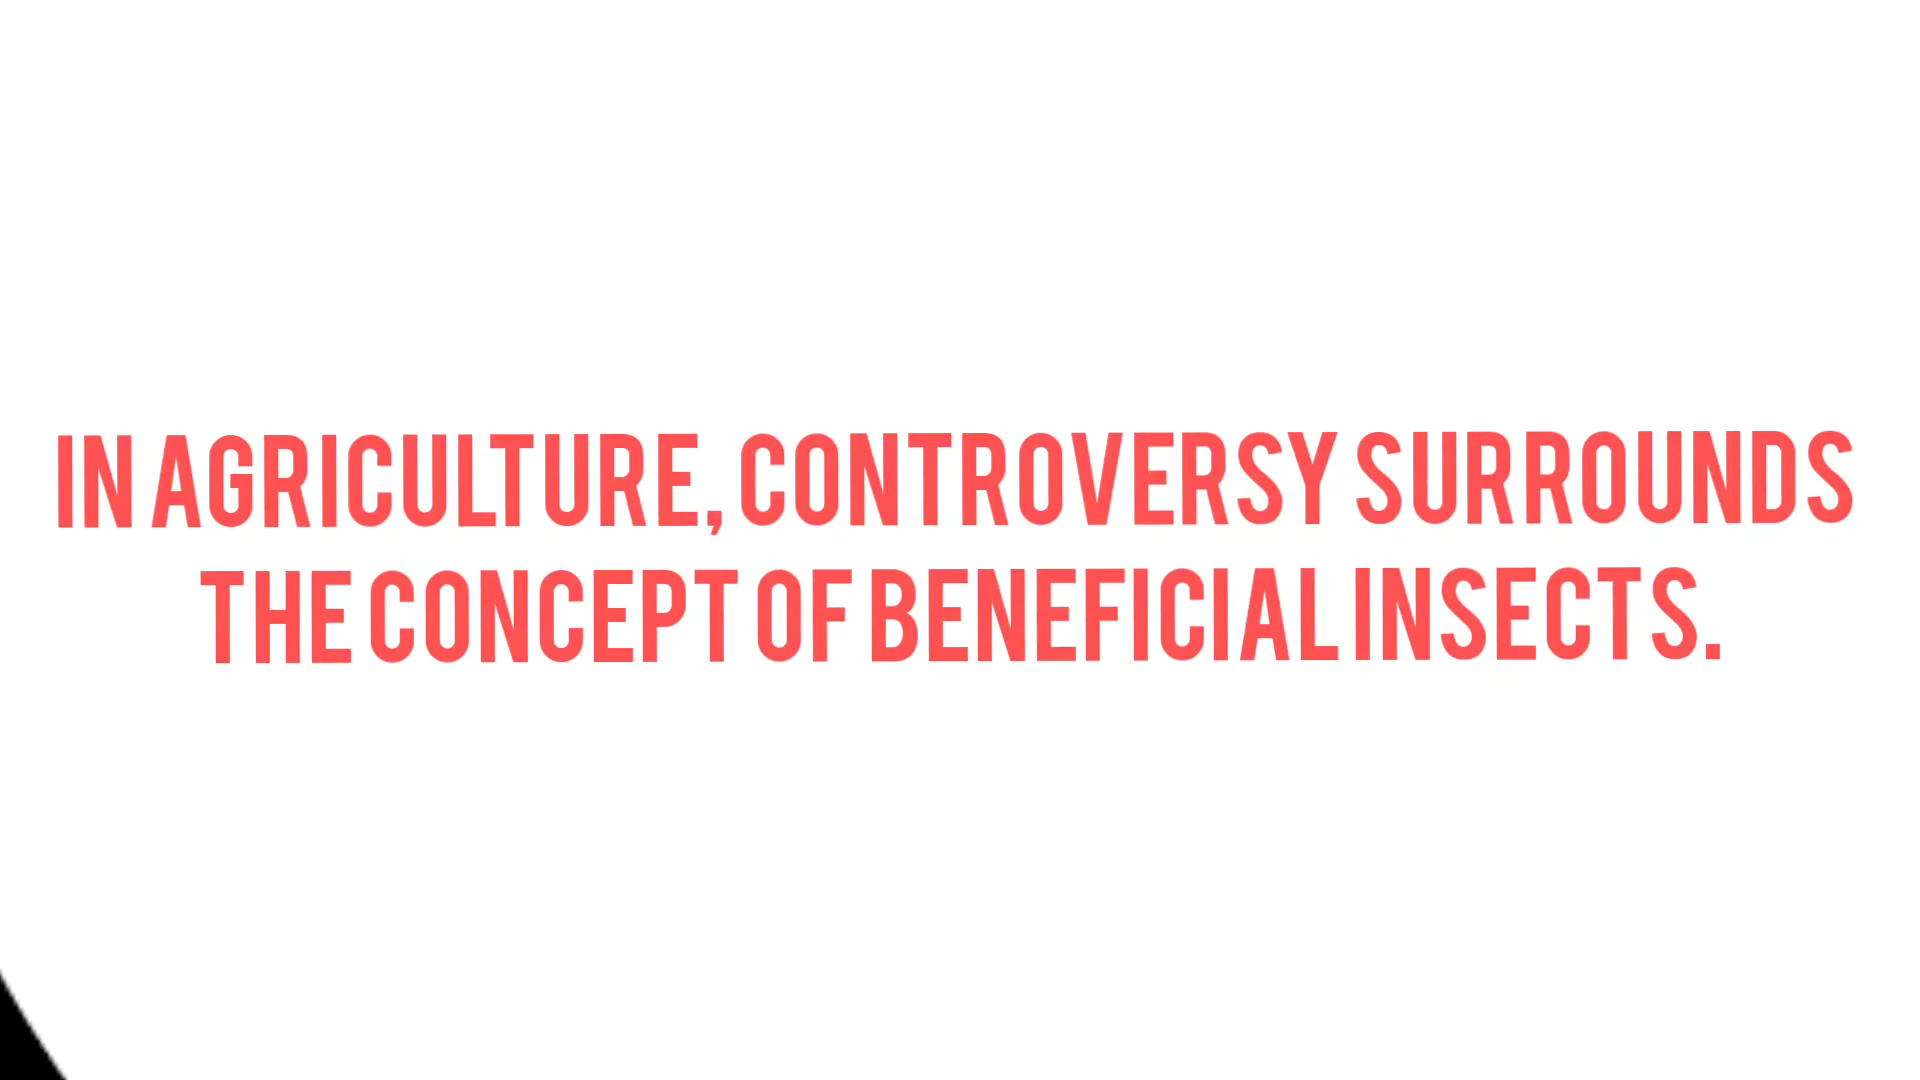 IN AGRICULTURE, CONTROVERSY SURROUNDS
THE CONCEPT OF BENEFICIAL INSECTS.